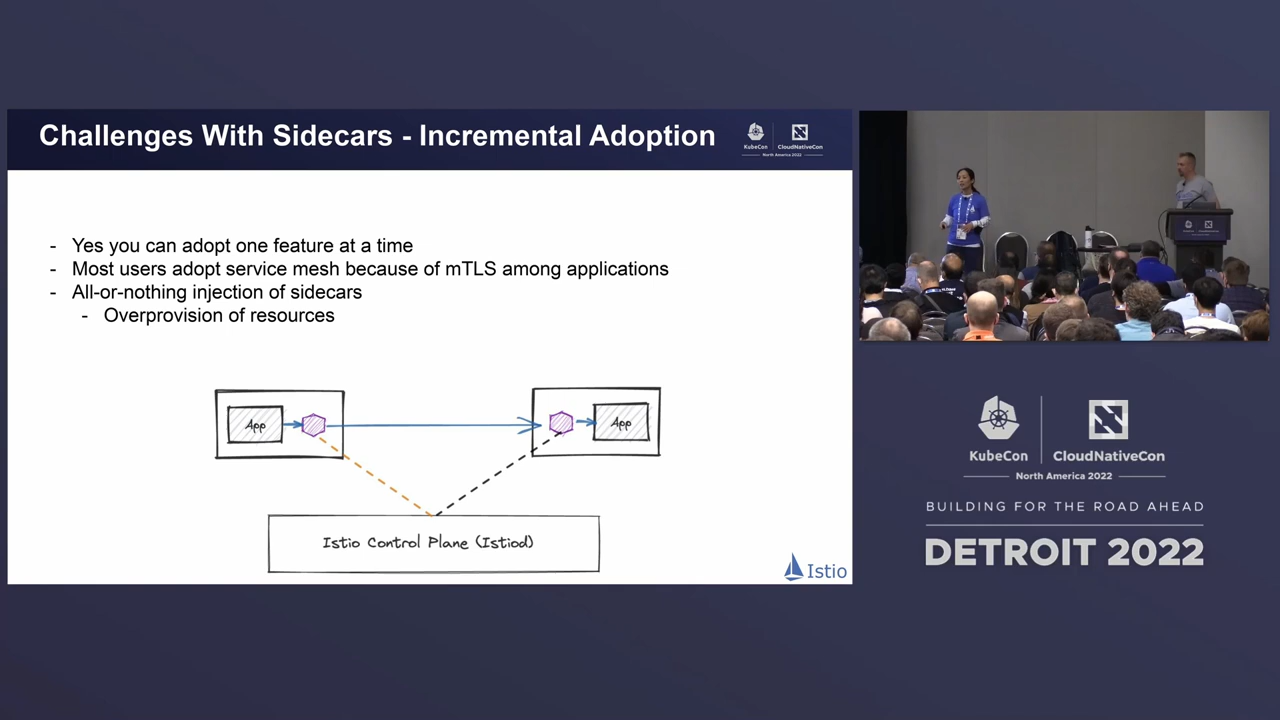 Challenges With Sidecars - Incremental Adoption
KubeCon
CloudNativeCon
North America 2022
- Yes you can adopt one feature at a time
- Most users adopt service mesh because of mTLS among applications
- All-or-nothing injection of sidecars
- Overprovision of resources
App
App
Istio Control Plane (Istiod)
Istio
KubeCon
CloudNativeCon
North America 2022
BUILDING FOR THE ROAD AHEAD
DETROIT 2022